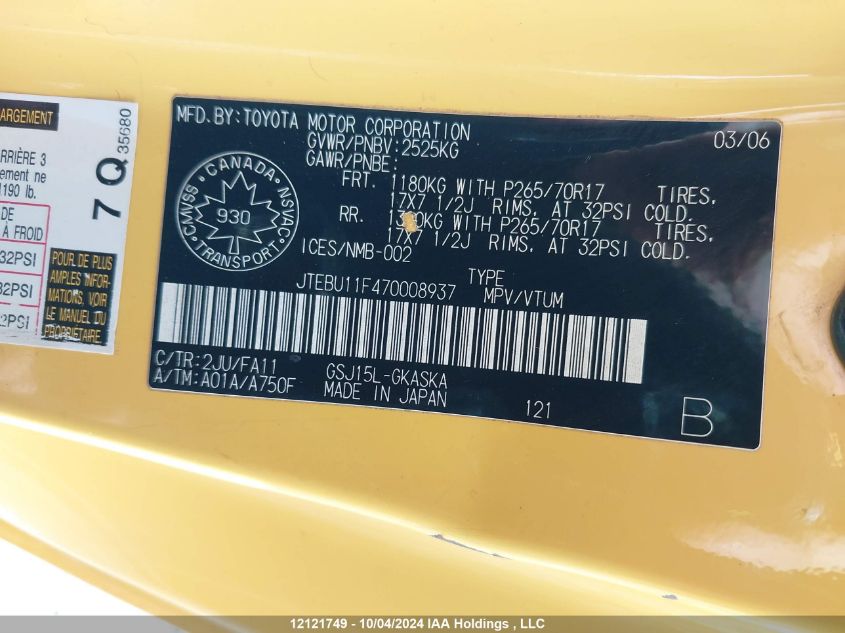 ARGEMENT
ERRIÈRE 3
ement ne
1190 lb.
DE
À FROID
32PSI
32PSI
2PSI
7 Q 35680
POUR DE PLUS
AMPLES INFOR-
MATIONS, VOIR
LE MANUEL DU
PROPRIÉTAIRE
MFD. BY: TOYOTA MOTOR CORPORATION 03/06
GVWR/PNBV: 2525KG
GAWR/PNBE:
FRT. 1180KG WITH P265/70R17 TIRES,
17X7 1/2J RIMS, AT 32PSI COLD.
RR. KG WITH P265/70R17 TIRES,
17X7 1/2J RIMS, AT 32PSI COLD.
ICES/NMB-002
CANADA
CMVSS 930 NSVAC
TRANSPORT
JTEBU11F470008937 TYPE
MPV/VTUM
C/TR: 2JU/FA11 GSJ15L-GKASKA
A/TM: A01A/A750F MADE IN JAPAN 121 B
12121749 - 10/04/2024 IAA Holdings , LLC